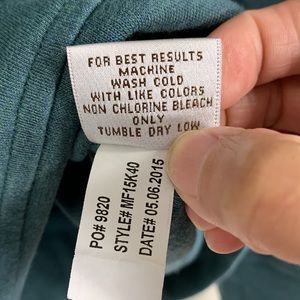 FOR BEST RESULTS
MACHINE
WASH COLD
WITH LIKE COLORS
NON CHLORINE BLEACH
ONLY
TUMBLE DRY LOW
PO# 9820
STYLE# MF15K40
DATE# 05.06.2015